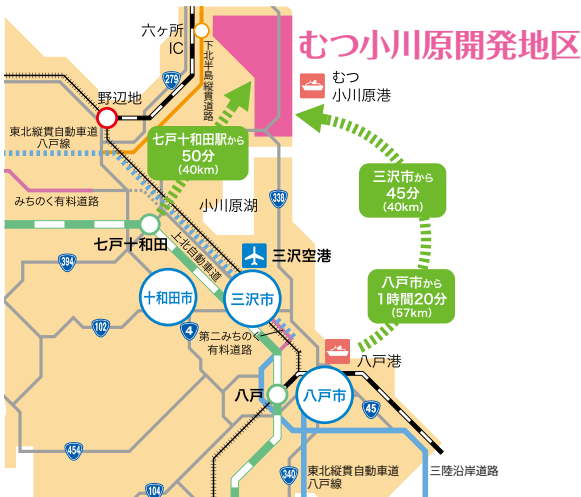 むつ小川原開発地区
六ヶ所
IC
下北半島縦貫道路
むつ
小川原港
279
野辺地
東北縦貫自動車道
八戸線
七戸十和田駅から
50分
(40km)
三沢市から
45分
(40km)
みちのく有料道路
小川原湖
338
七戸十和田
上北自動車道
三沢空港
394
八戸市から
1時間20分
(57km)
十和田市
三沢市
102
4
第二みちのく
有料道路
八戸港
八戸
八戸市
45
454
340
104
東北縦貫自動車道
八戸線
三陸沿岸道路